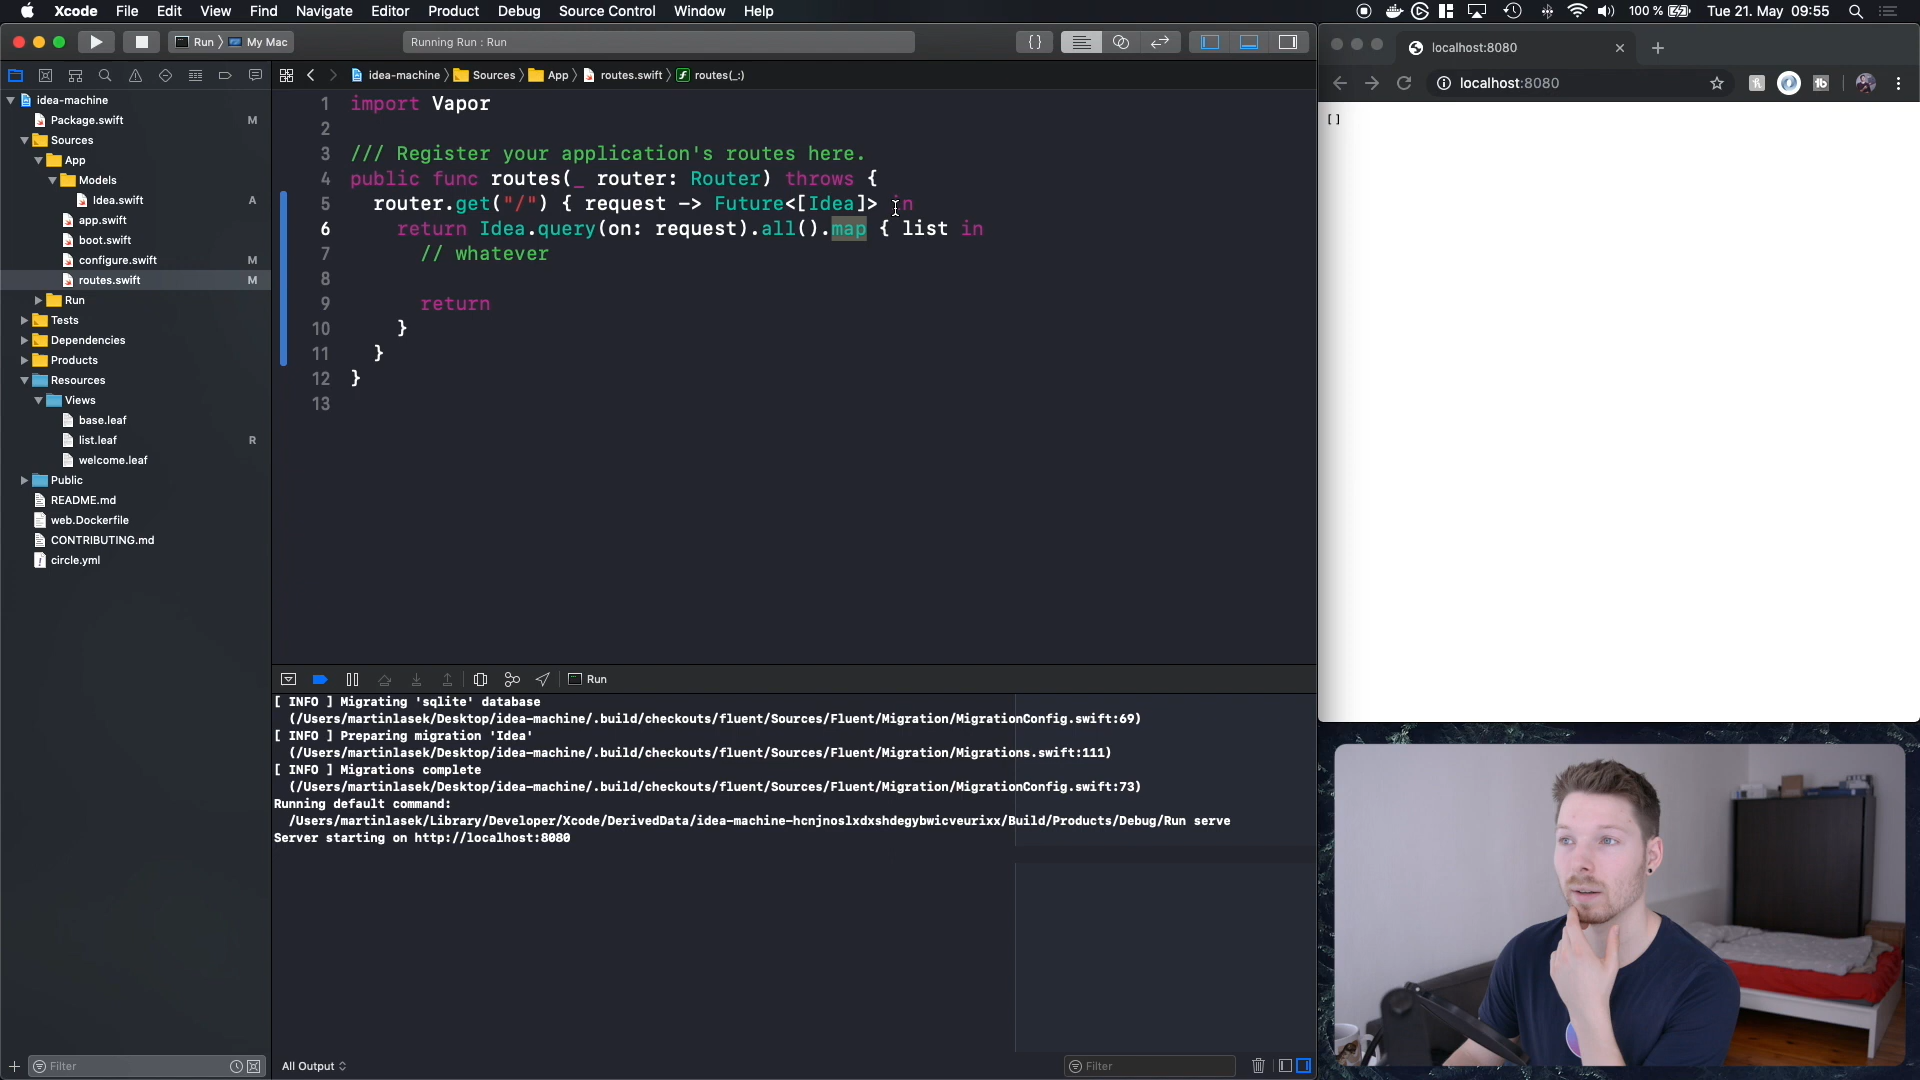 Xcode File Edit View Find Navigate Editor Product Debug Source Control Window Help
100 % Tue 21. May 09:55
Run My Mac
Running Run : Run
{}
localhost:8080
localhost:8080
[]
idea-machine Sources App routes.swift routes(_:)
idea-machine
Package.swift M
Sources
App
Models
Idea.swift A
app.swift
boot.swift
configure.swift M
routes.swift M
Run
Tests
Dependencies
Products
Resources
Views
base.leaf
list.leaf R
welcome.leaf
Public
README.md
web.Dockerfile
CONTRIBUTING.md
circle.yml
1 import Vapor
2
3 /// Register your application's routes here.
4 public func routes(_ router: Router) throws {
5 router.get("/") { request -> Future<[Idea]> in
6 return Idea.query(on: request).all().map { list in
7 // whatever
8
9 return
10 }
11 }
12 }
13
Run
[ INFO ] Migrating 'sqlite' database
(/Users/martinlasek/Desktop/idea-machine/.build/checkouts/fluent/Sources/Fluent/Migration/MigrationConfig.swift:69)
[ INFO ] Preparing migration 'Idea'
(/Users/martinlasek/Desktop/idea-machine/.build/checkouts/fluent/Sources/Fluent/Migration/Migrations.swift:111)
[ INFO ] Migrations complete
(/Users/martinlasek/Desktop/idea-machine/.build/checkouts/fluent/Sources/Fluent/Migration/MigrationConfig.swift:73)
Running default command:
/Users/martinlasek/Library/Developer/Xcode/DerivedData/idea-machine-hcnjnoslxdxshdegybwicveurixx/Build/Products/Debug/Run serve
Server starting on http://localhost:8080
Filter
All Output
Filter